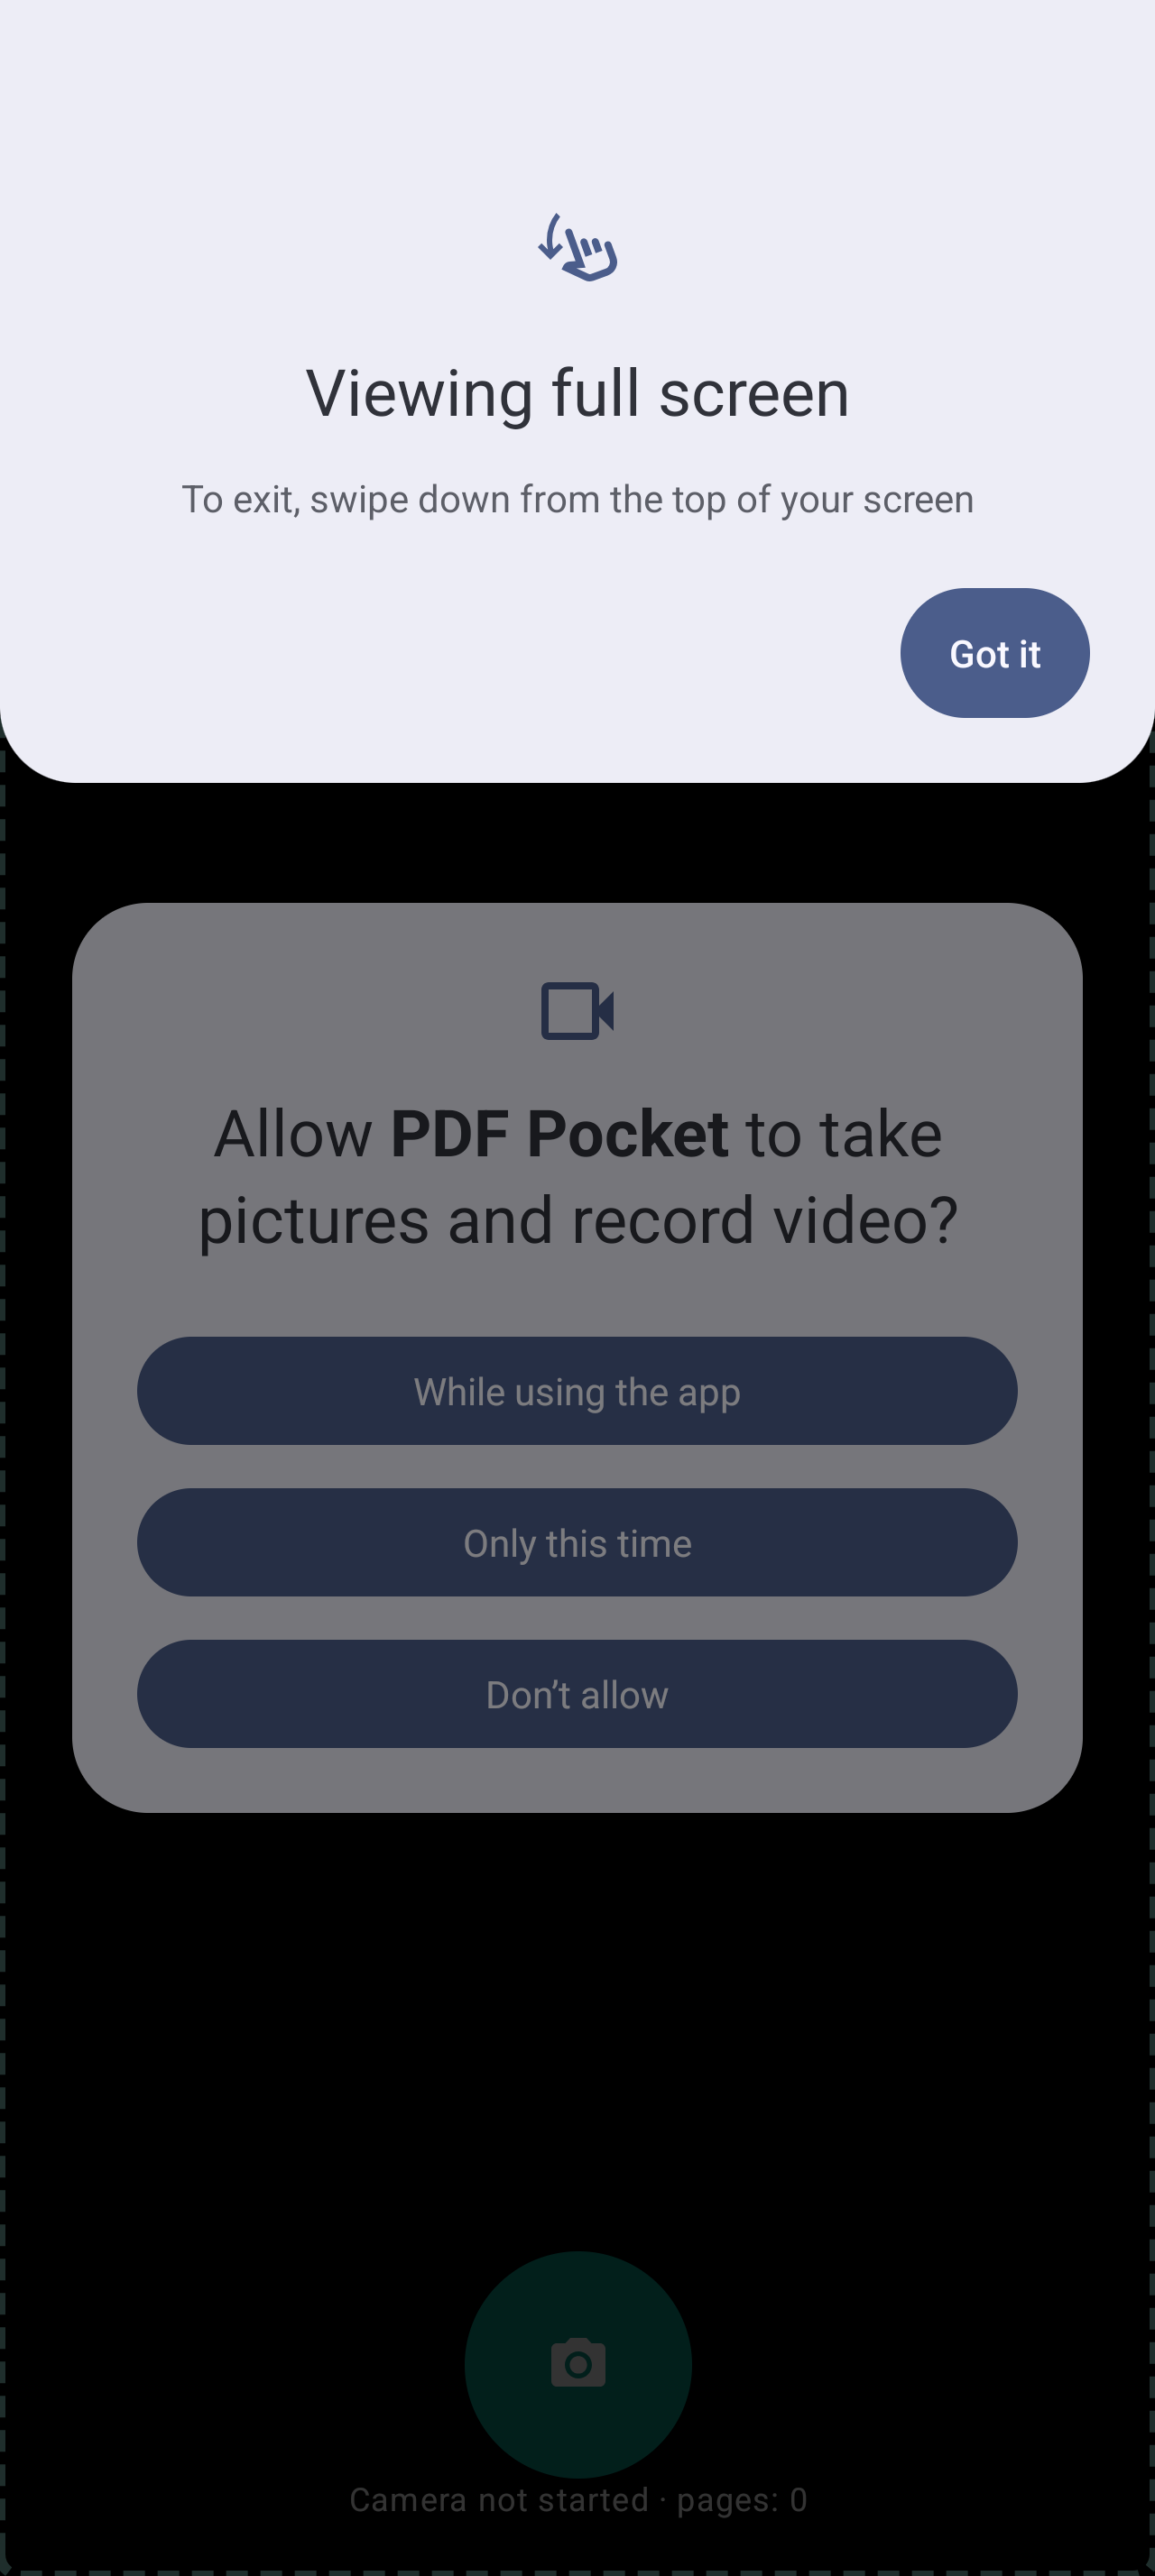 Viewing full screen
To exit, swipe down from the top of your screen
Got it
Allow PDF Pocket to take
pictures and record video?
While using the app
Only this time
Don’t allow
Camera not started · pages: 0